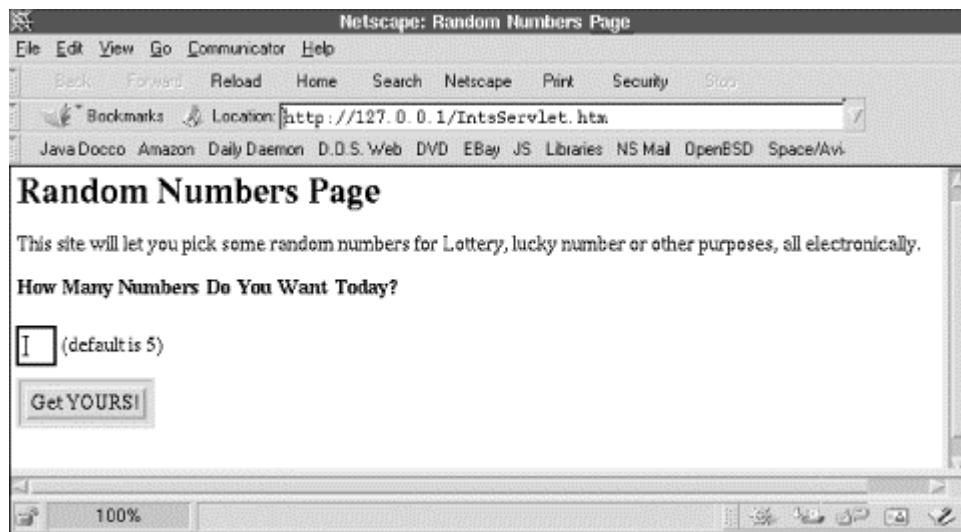 Netscape: Random Numbers Page
File Edit View Go Communicator Help
Back Forward Reload Home Search Netscape Print Security Stop
Bookmarks Location: http://127.0.0.1/IntsServlet.htm
Java Docco Amazon Daily Daemon D.D.S. Web DVD EBay JS Libraries NS Mail OpenBSD Space/Avi
Random Numbers Page
This site will let you pick some random numbers for Lottery, lucky number or other purposes, all electronically.
How Many Numbers Do You Want Today?
(default is 5)
Get YOURS!
100%